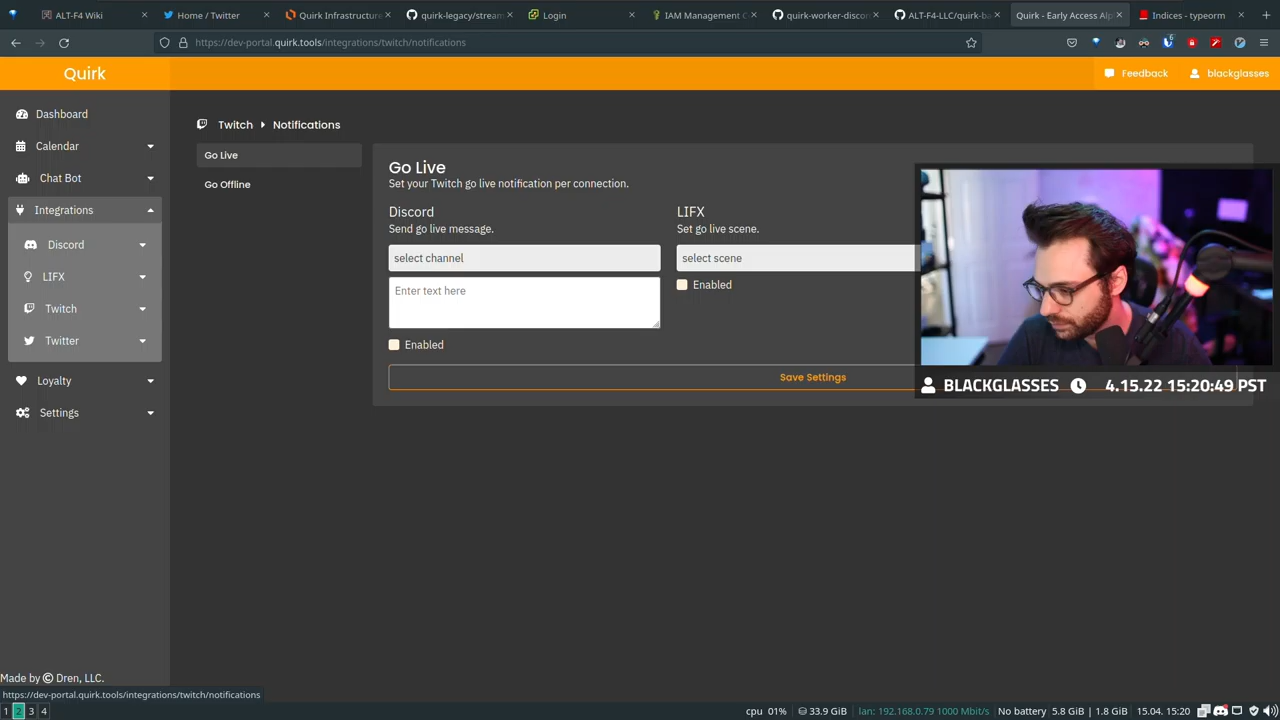 ALT-F4 Wiki
Home / Twitter
Quirk Infrastructure
quirk-legacy/stream
Login
IAM Management C
quirk-worker-discor
ALT-F4-LLC/quirk-ba
Quirk - Early Access Alp
Indices - typeorm
https://dev-portal.quirk.tools/integrations/twitch/notifications
6
Quirk
Feedback
blackglasses
Dashboard
Calendar
Chat Bot
Integrations
Discord
LIFX
Twitch
Twitter
Loyalty
Settings
Twitch
Notifications
Go Live
Go Offline
Go Live
Set your Twitch go live notification per connection.
Discord
Send go live message.
select channel
Enter text here
Enabled
LIFX
Set go live scene.
select scene
Enabled
Save Settings
BLACKGLASSES 4.15.22 15:20:49 PST
Made by © Dren, LLC.
https://dev-portal.quirk.tools/integrations/twitch/notifications
1 2 3 4
cpu 01% 33.9 GiB lan: 192.168.0.79 1000 Mbit/s No battery 5.8 GiB | 1.8 GiB 15.04. 15:20